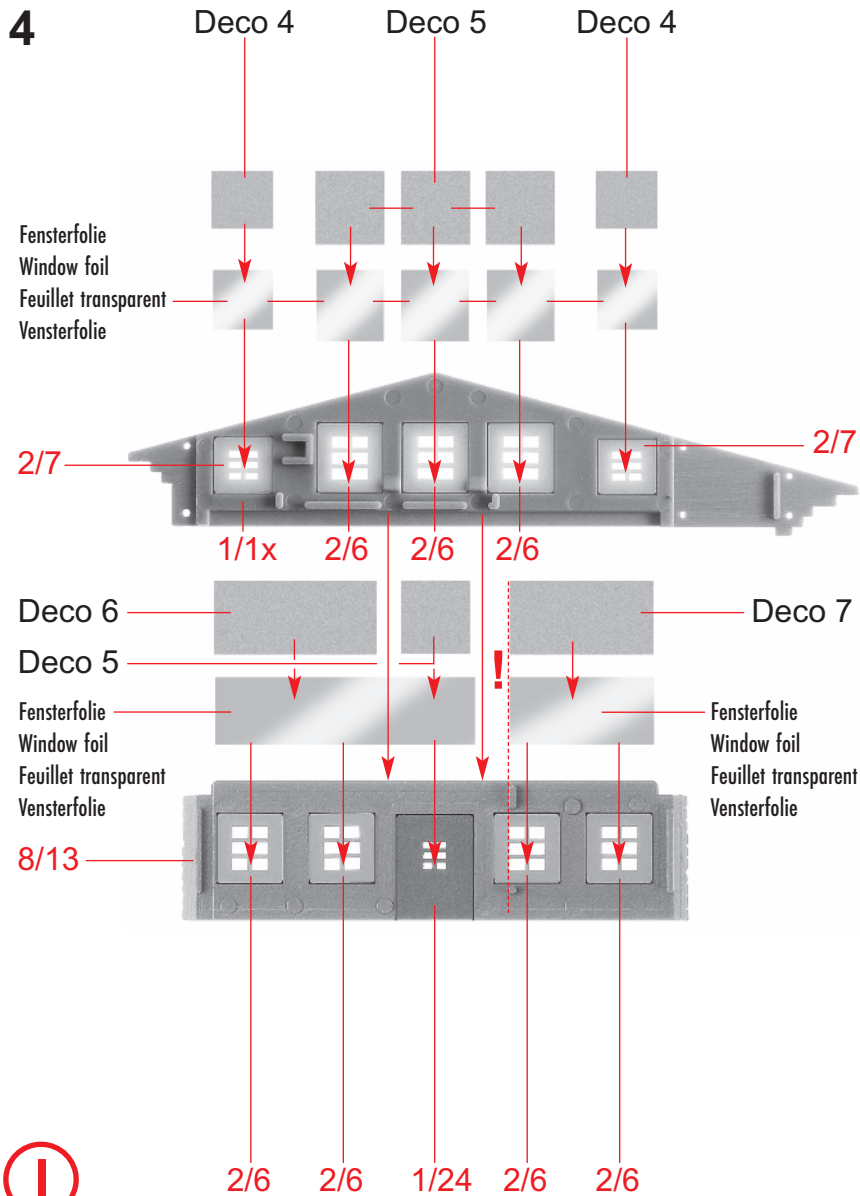 4
Deco 4 Deco 5 Deco 4
Fensterfolie
Window foil
Feuillet transparent
Vensterfolie
2/7 2/7
1/1x 2/6 2/6 2/6
Deco 6 Deco 7
Deco 5
!
Fensterfolie
Window foil
Feuillet transparent
Vensterfolie
Fensterfolie
Window foil
Feuillet transparent
Vensterfolie
8/13
2/6 2/6 1/24 2/6 2/6